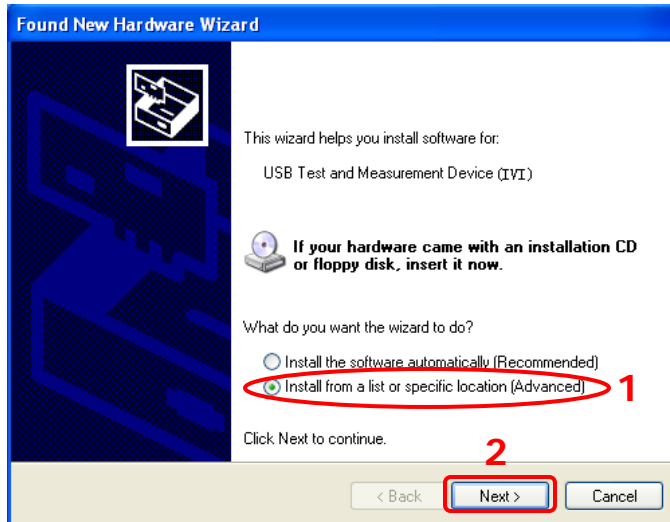 Found New Hardware Wizard
This wizard helps you install software for:
USB Test and Measurement Device (IVI)
If your hardware came with an installation CD
or floppy disk, insert it now.
What do you want the wizard to do?
Install the software automatically (Recommended)
Install from a list or specific location (Advanced)
1
Click Next to continue.
2
< Back
Next >
Cancel